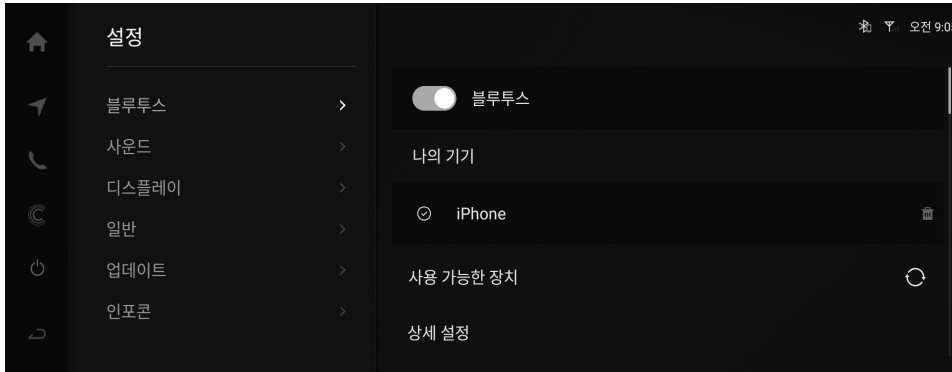 설정
오전 9:0
블루투스
사운드
디스플레이
일반
업데이트
인포콘
블루투스
나의 기기
iPhone
사용 가능한 장치
상세 설정